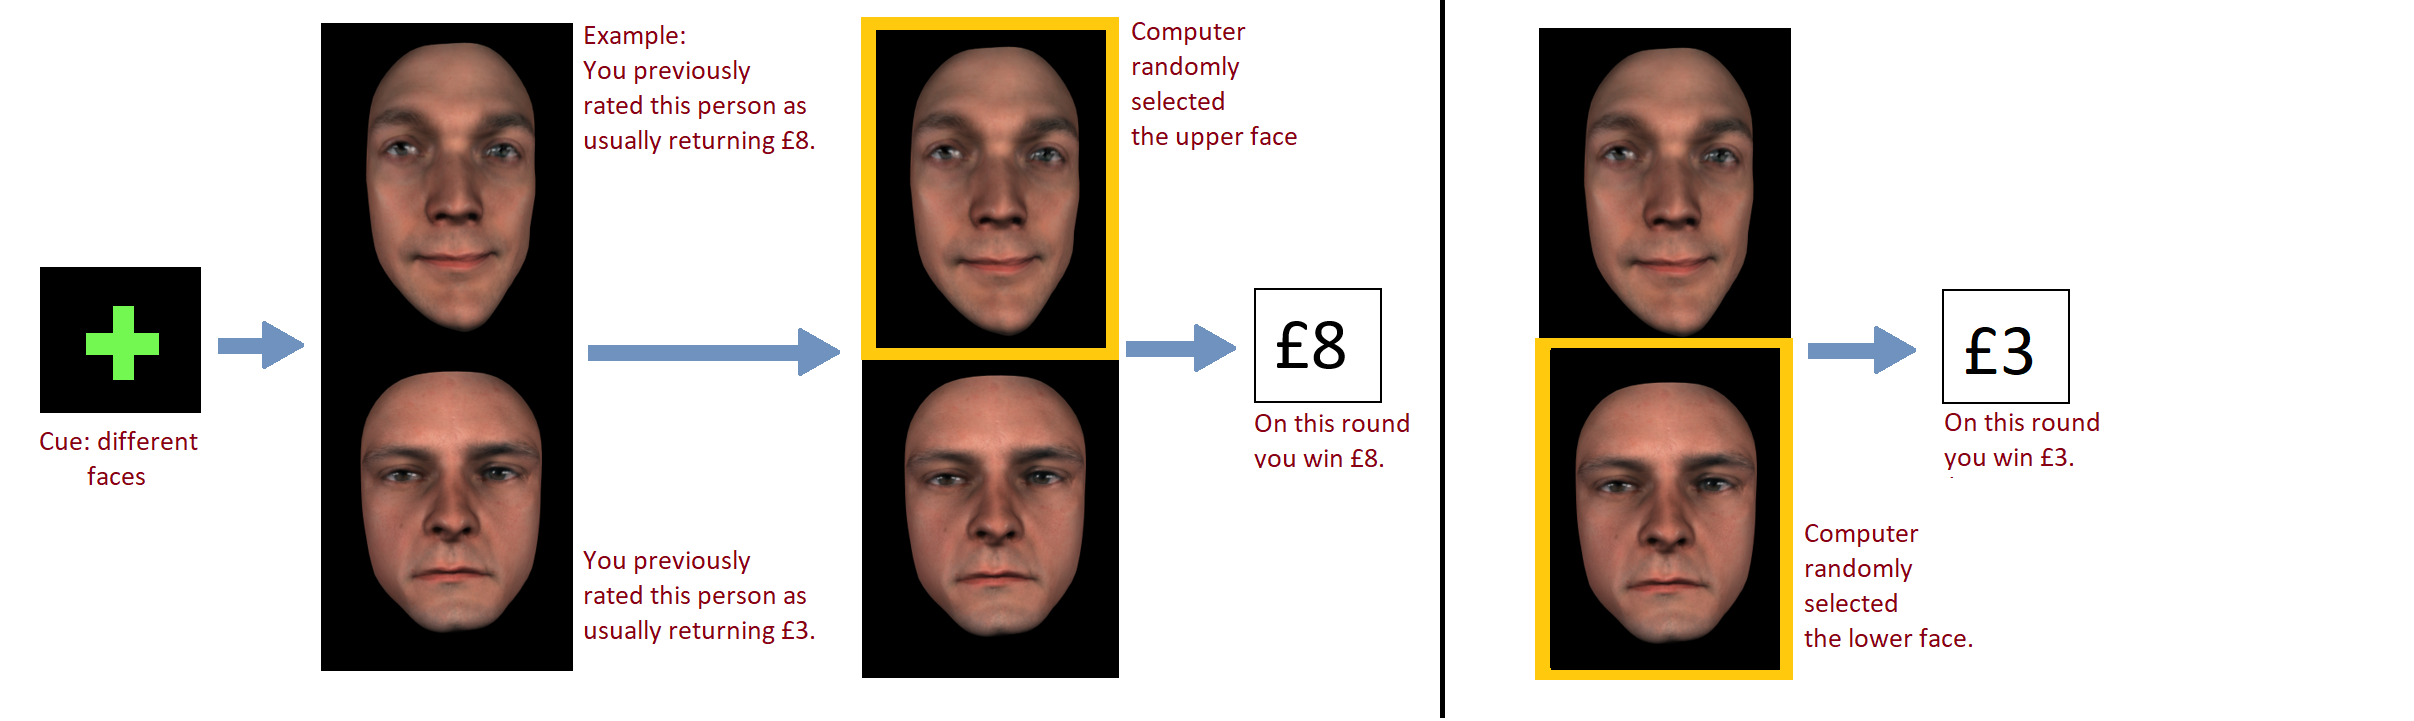 Cue: different
faces
Example:
You previously
rated this person as
usually returning £8.
You previously
rated this person as
usually returning £3.
Computer
randomly
selected
the upper face
£8
On this round
you win £8.
£3
On this round
you win £3.
Computer
randomly
selected
the lower face.